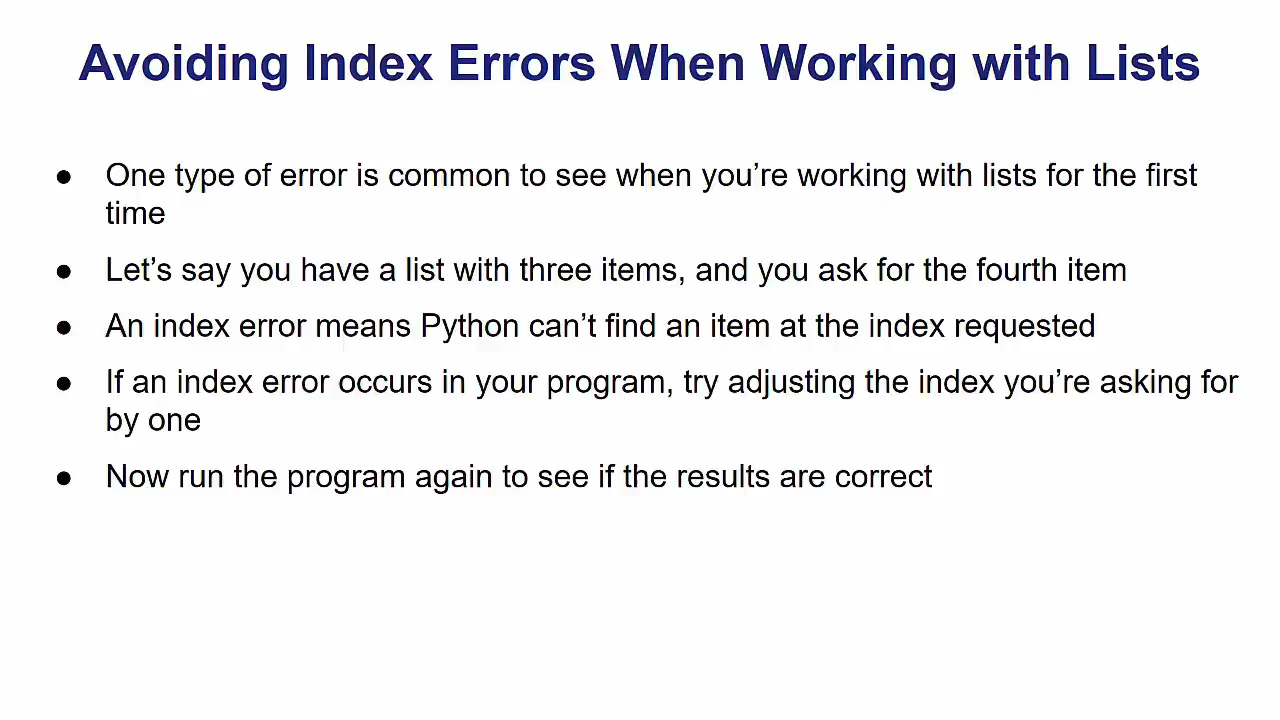 Avoiding Index Errors When Working with Lists
● One type of error is common to see when you’re working with lists for the first
time
● Let’s say you have a list with three items, and you ask for the fourth item
● An index error means Python can’t find an item at the index requested
● If an index error occurs in your program, try adjusting the index you’re asking for
by one
● Now run the program again to see if the results are correct